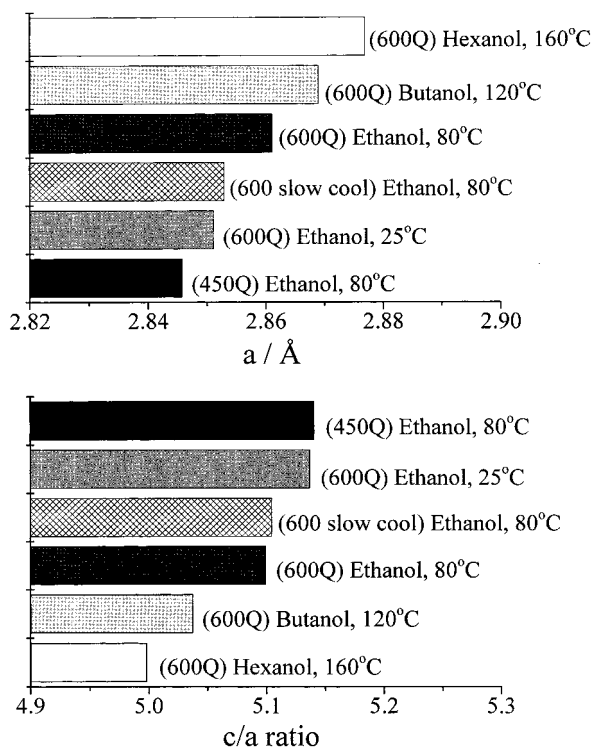 (600Q) Hexanol, 160°C
(600Q) Butanol, 120°C
(600Q) Ethanol, 80°C
(600 slow cool) Ethanol, 80°C
(600Q) Ethanol, 25°C
(450Q) Ethanol, 80°C
2.82 2.84 2.86 2.88 2.90
a / Å
(450Q) Ethanol, 80°C
(600Q) Ethanol, 25°C
(600 slow cool) Ethanol, 80°C
(600Q) Ethanol, 80°C
(600Q) Butanol, 120°C
(600Q) Hexanol, 160°C
4.9 5.0 5.1 5.2 5.3
c/a ratio